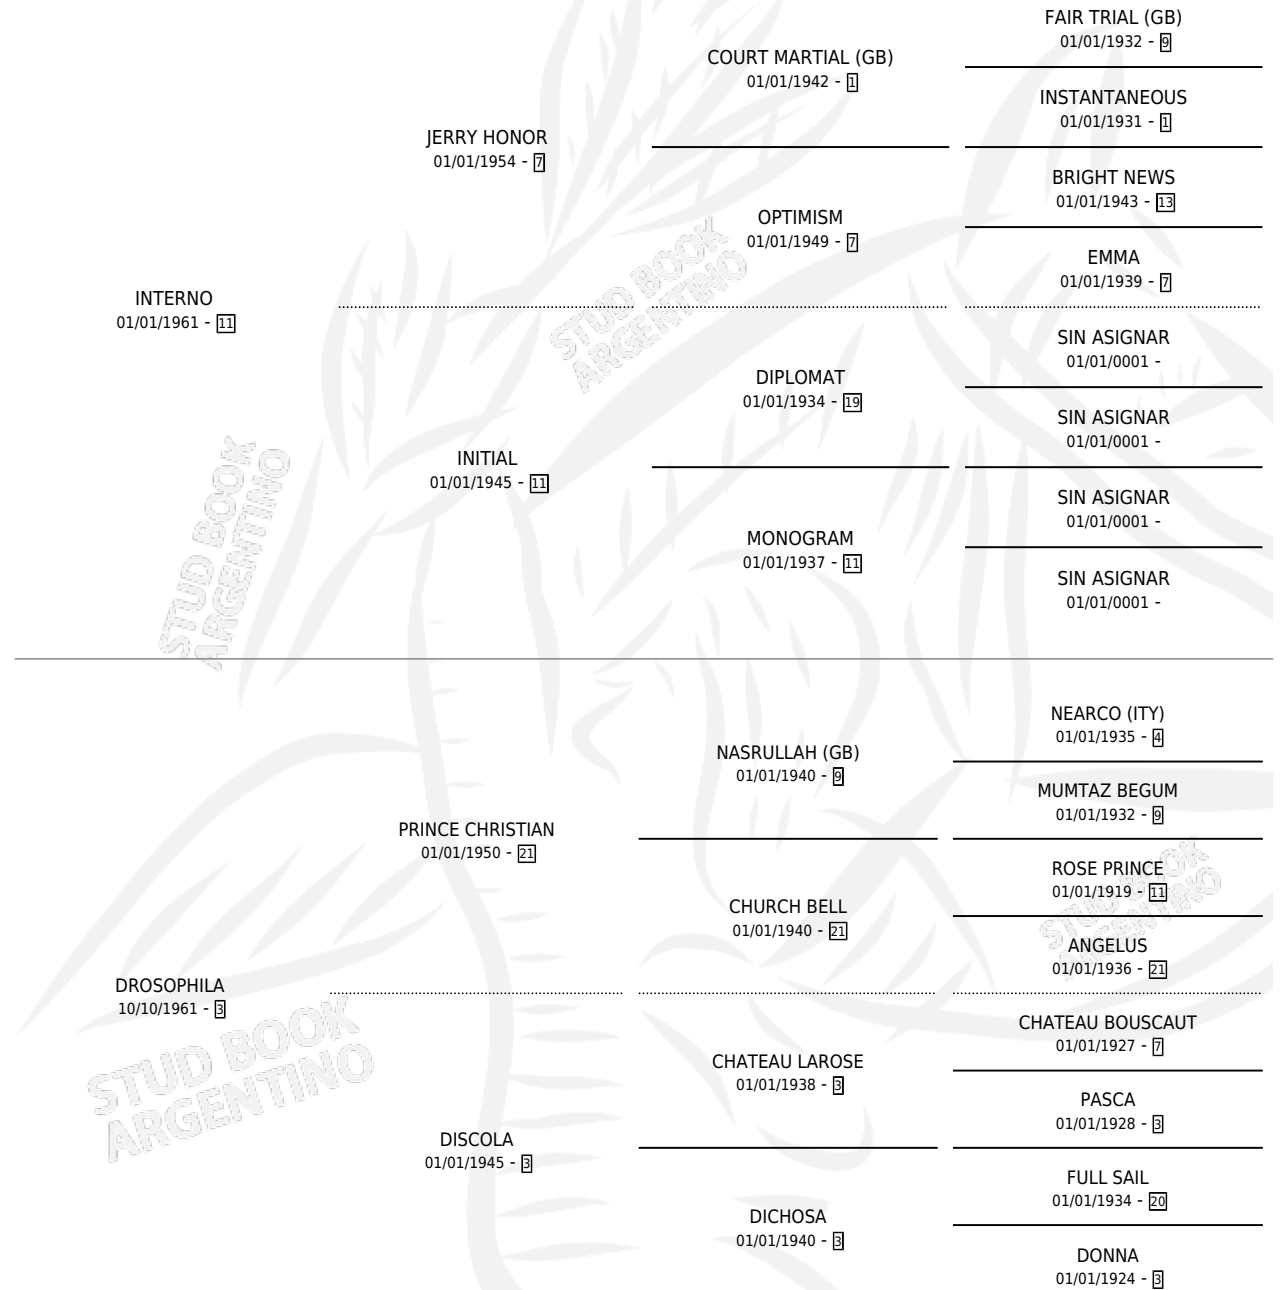 FAIR TRIAL (GB)
01/01/1932 - 9
COURT MARTIAL (GB)
01/01/1942 - 1
INSTANTANEOUS
01/01/1931 - 1
JERRY HONOR
01/01/1954 - 7
BRIGHT NEWS
01/01/1943 - 13
OPTIMISM
01/01/1949 - 7
EMMA
01/01/1939 - 7
INTERNO
01/01/1961 - 11
SIN ASIGNAR
01/01/0001 -
DIPLOMAT
01/01/1934 - 19
SIN ASIGNAR
01/01/0001 -
INITIAL
01/01/1945 - 11
SIN ASIGNAR
01/01/0001 -
MONOGRAM
01/01/1937 - 11
SIN ASIGNAR
01/01/0001 -
NEARCO (ITY)
01/01/1935 - 4
NASRULLAH (GB)
01/01/1940 - 9
MUMTAZ BEGUM
01/01/1932 - 9
PRINCE CHRISTIAN
01/01/1950 - 21
ROSE PRINCE
01/01/1919 - 11
CHURCH BELL
01/01/1940 - 21
ANGELUS
01/01/1936 - 21
DROSOPHILA
10/10/1961 - 3
CHATEAU BOUSCAUT
01/01/1927 - 7
CHATEAU LAROSE
01/01/1938 - 3
PASCA
01/01/1928 - 3
DISCOLA
01/01/1945 - 3
FULL SAIL
01/01/1934 - 20
DICHOSA
01/01/1940 - 3
DONNA
01/01/1924 - 3
STUD BOOK
ARGENTINO
STUD BOOK
ARGENTINO
STUD BOOK
ARGENTINO
STUD BOOK
ARGENTINO